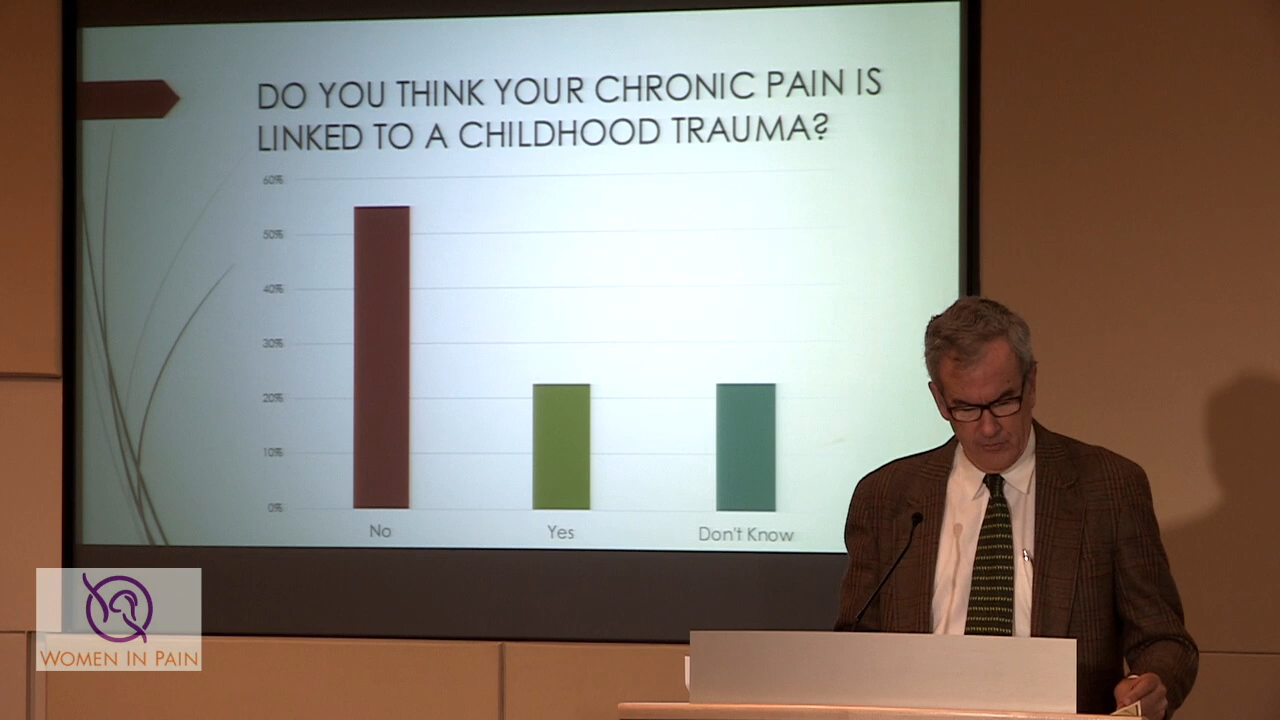 DO YOU THINK YOUR CHRONIC PAIN IS
LINKED TO A CHILDHOOD TRAUMA?
60%
50%
40%
30%
20%
10%
0%
No
Yes
Don't Know
WOMEN IN PAIN